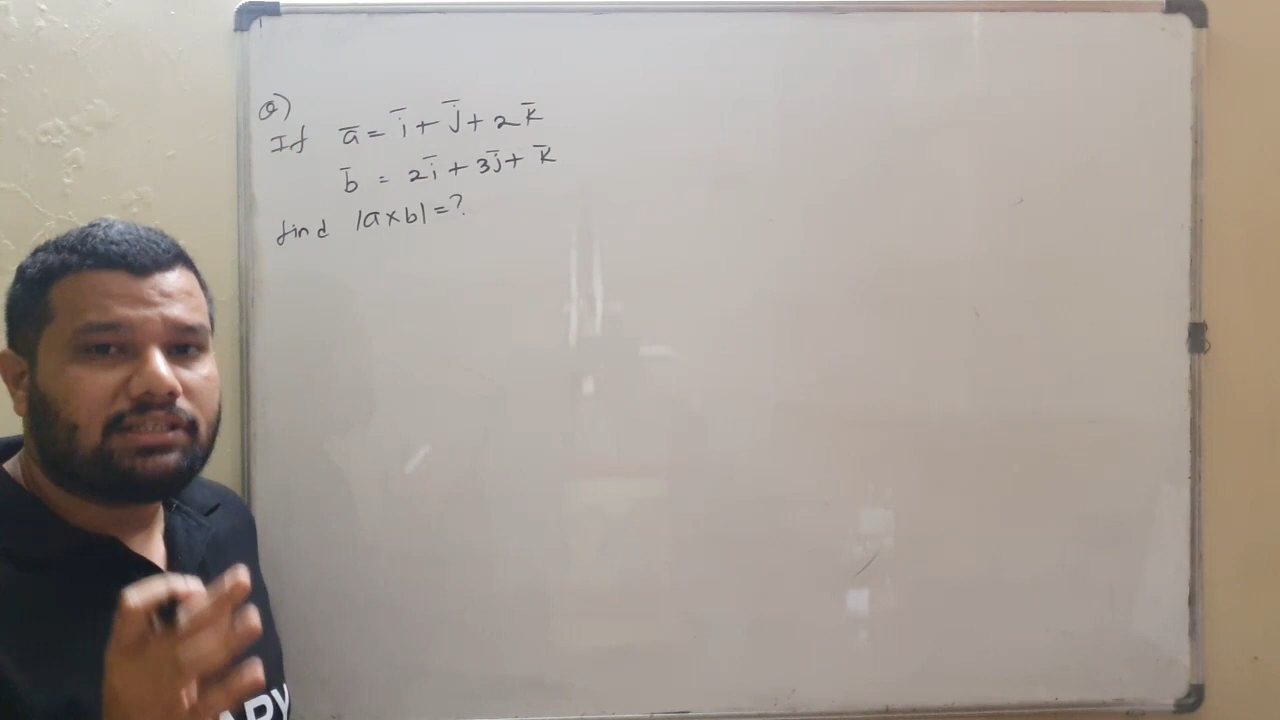 Q)
If a̅ = i̅ + j̅ + 2k̅
b̅ = 2i̅ + 3j̅ + k̅
find |a×b| = ?